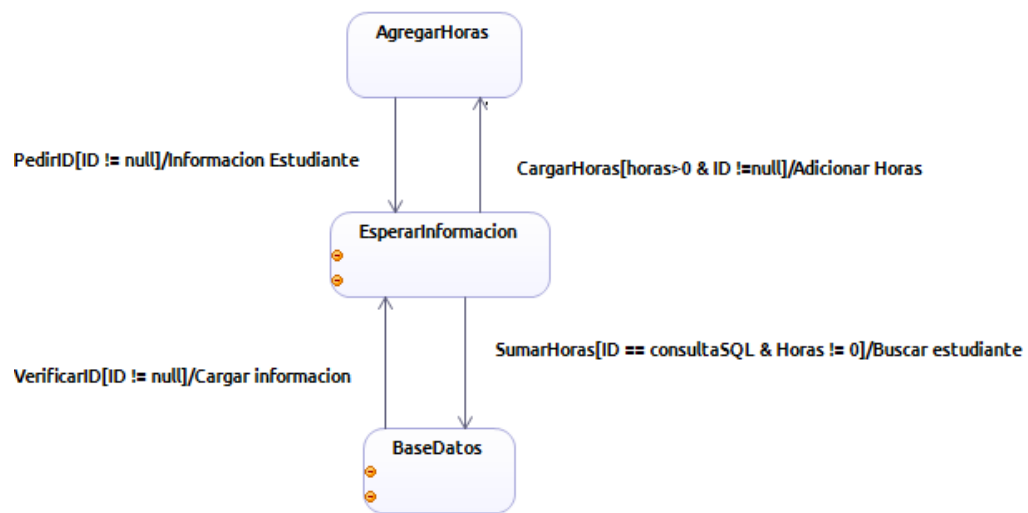 AgregarHoras
PedirID[ID != null]/Informacion Estudiante
CargarHoras[horas>0 & ID !=null]/Adicionar Horas
EsperarInformacion
SumarHoras[ID == consultaSQL & Horas != 0]/Buscar estudiante
VerificarID[ID != null]/Cargar informacion
BaseDatos